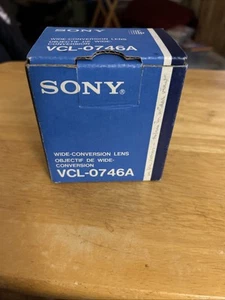 WIDE-CONVERSION LENS
OBJECTIF DE WIDE-
CONVERSION
VCL-0746A
SONY®
WIDE-CONVERSION LENS
OBJECTIF DE WIDE-
CONVERSION
VCL-0746A